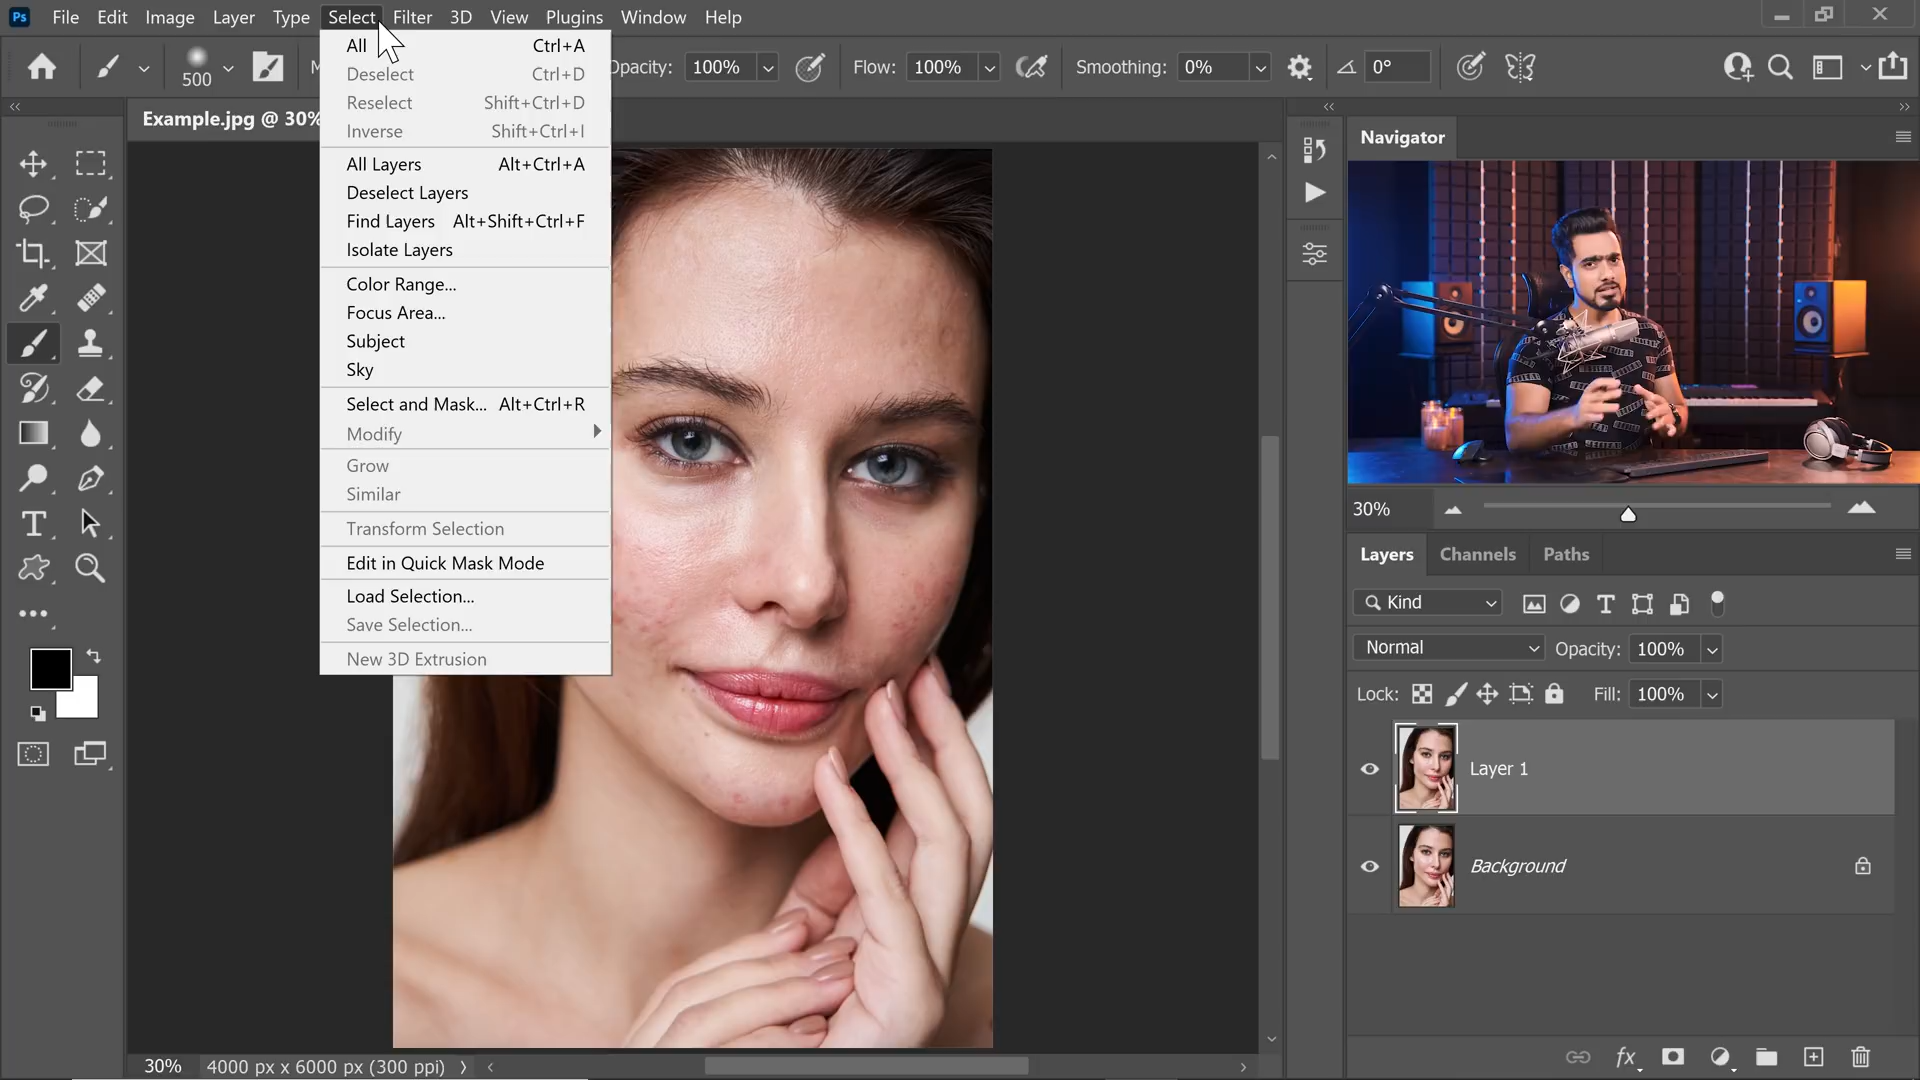 Ps File Edit Image Layer Type Select Filter 3D View Plugins Window Help
500 Opacity: 100% Flow: 100% Smoothing: 0% 0°
Example.jpg @ 30%
All Ctrl+A
Deselect Ctrl+D
Reselect Shift+Ctrl+D
Inverse Shift+Ctrl+I
All Layers Alt+Ctrl+A
Deselect Layers
Find Layers Alt+Shift+Ctrl+F
Isolate Layers
Color Range...
Focus Area...
Subject
Sky
Select and Mask... Alt+Ctrl+R
Modify
Grow
Similar
Transform Selection
Edit in Quick Mask Mode
Load Selection...
Save Selection...
New 3D Extrusion
Navigator
30%
Layers Channels Paths
Kind
Normal Opacity: 100%
Lock: Fill: 100%
Layer 1
Background
fx
30% 4000 px x 6000 px (300 ppi)